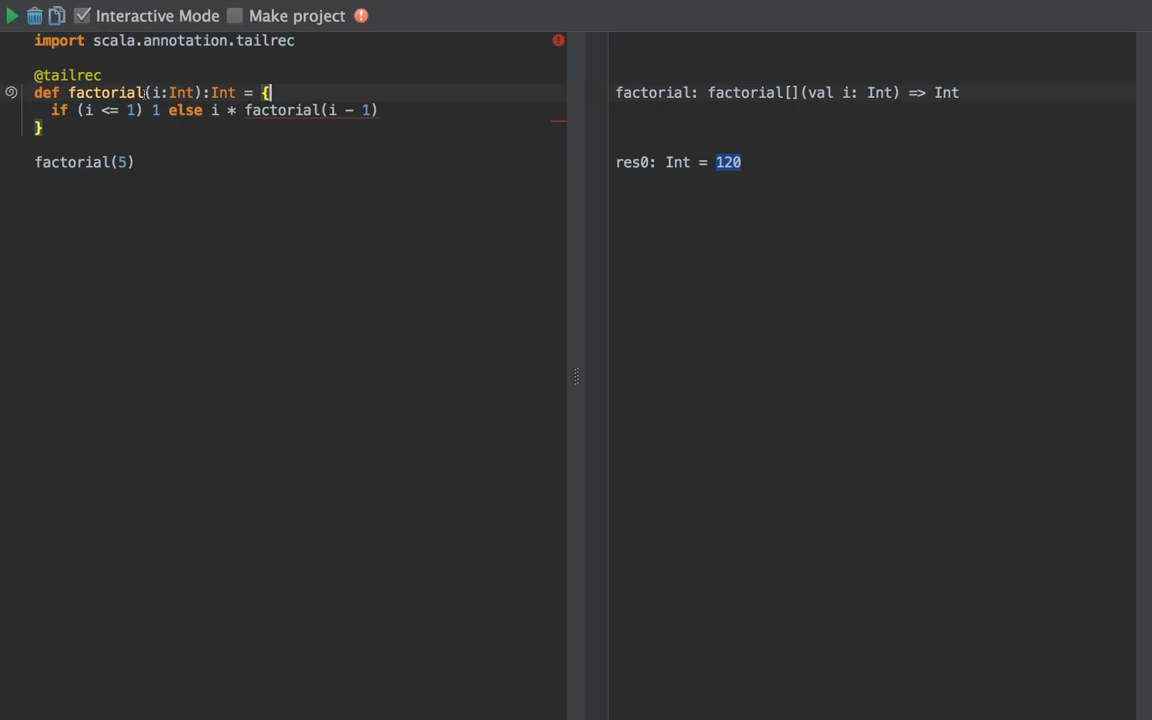 Interactive Mode Make project
import scala.annotation.tailrec
@tailrec
def factorial(i:Int):Int = {
if (i <= 1) 1 else i * factorial(i - 1)
}
factorial(5)
factorial: factorial[](val i: Int) => Int
res0: Int = 120